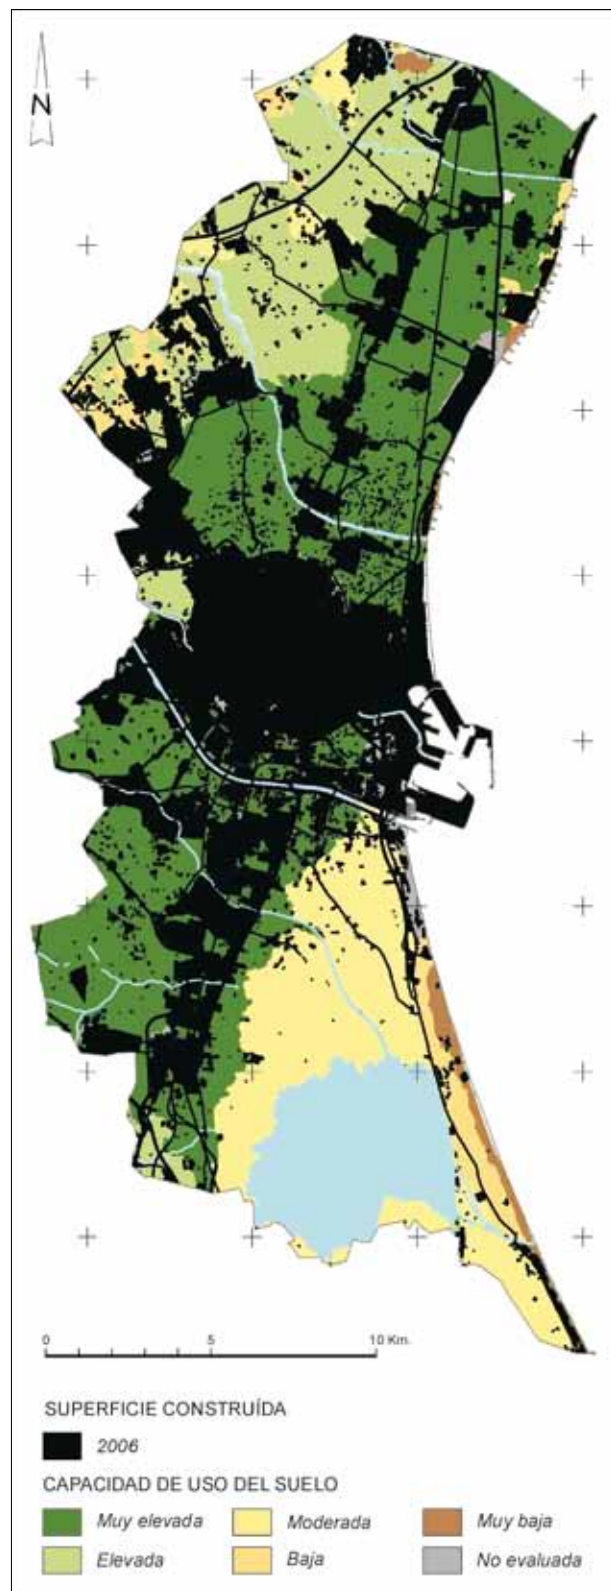 N
0 5 10 Km.
SUPERFICIE CONSTRUÍDA
2006
CAPACIDAD DE USO DEL SUELO
Muy elevada Moderada Muy baja
Elevada Baja No evaluada